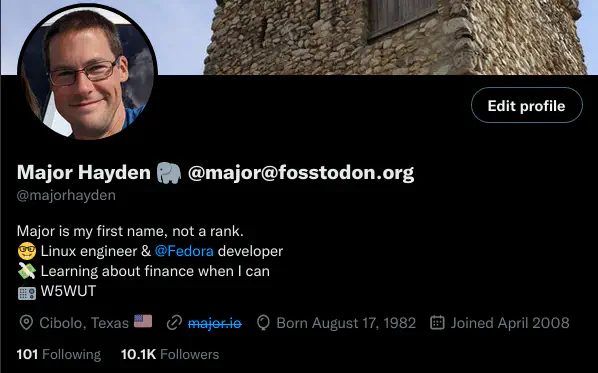 Edit profile
Major Hayden 🐘 @major@fosstodon.org
@majorhayden
Major is my first name, not a rank.
🤓 Linux engineer & @Fedora developer
💸 Learning about finance when I can
📻 W5WUT
Cibolo, Texas 🇺🇸 major.io Born August 17, 1982 Joined April 2008
101 Following 10.1K Followers